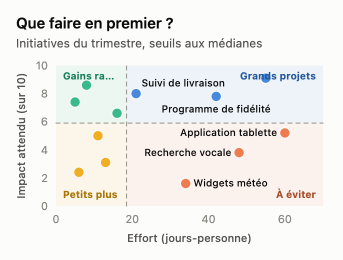 Que faire en premier ?
Initiatives du trimestre, seuils aux médianes
10
8
6
4
2
0
Impact attendu (sur 10)
Gains ra...
Grands projets
Suivi de livraison
Programme de fidélité
Application tablette
Recherche vocale
Widgets météo
Petits plus
À éviter
0
20
40
60
Effort (jours-personne)